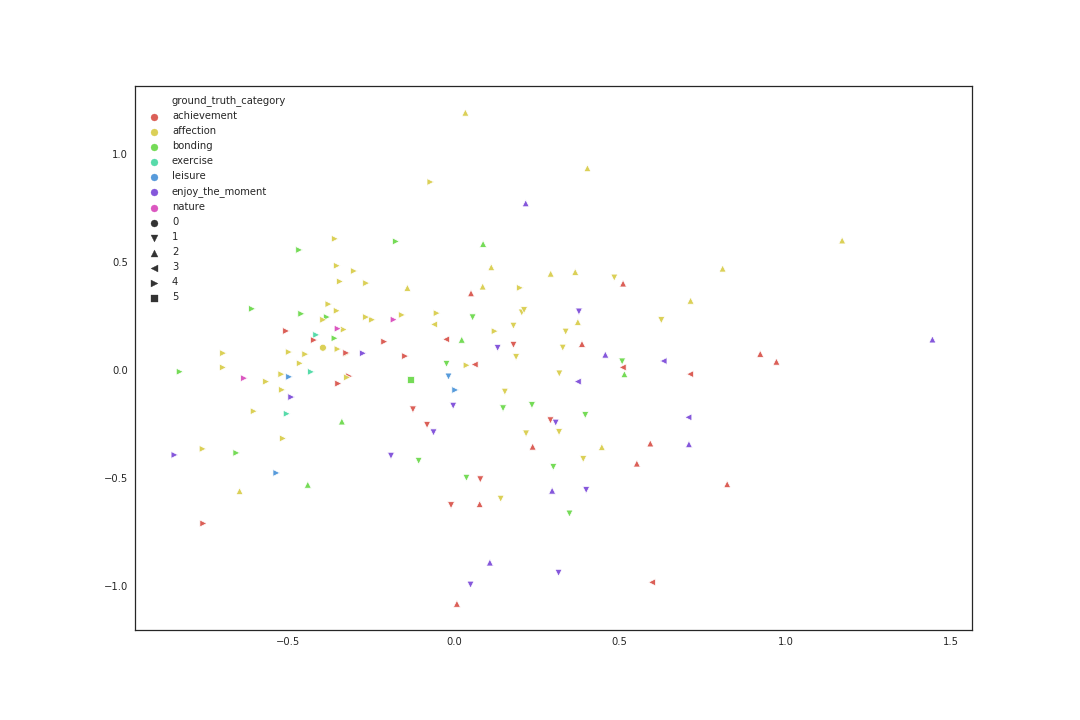 ground_truth_category
achievement
affection
bonding
exercise
leisure
enjoy_the_moment
nature
0
1
2
3
4
5
1.0
0.5
0.0
−0.5
−1.0
−0.5 0.0 0.5 1.0 1.5